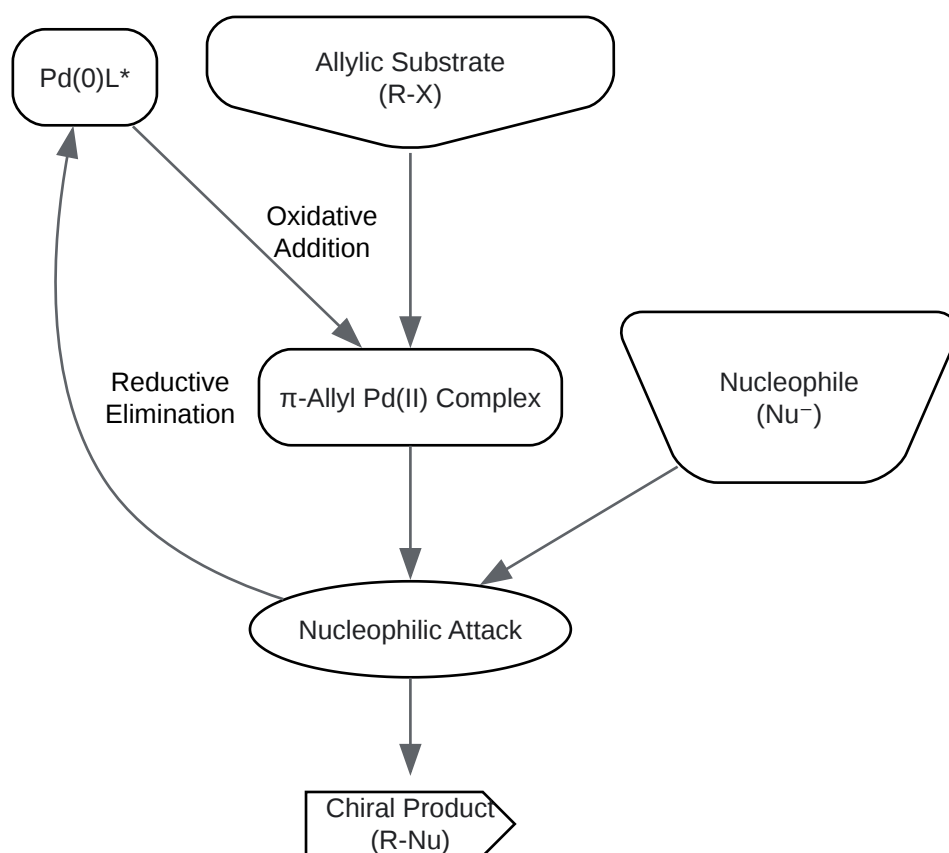 Pd(0)L*
Allylic Substrate
(R-X)
Oxidative
Addition
Reductive
Elimination
π-Allyl Pd(II) Complex
Nucleophile
(Nu⁻)
Nucleophilic Attack
Chiral Product
(R-Nu)